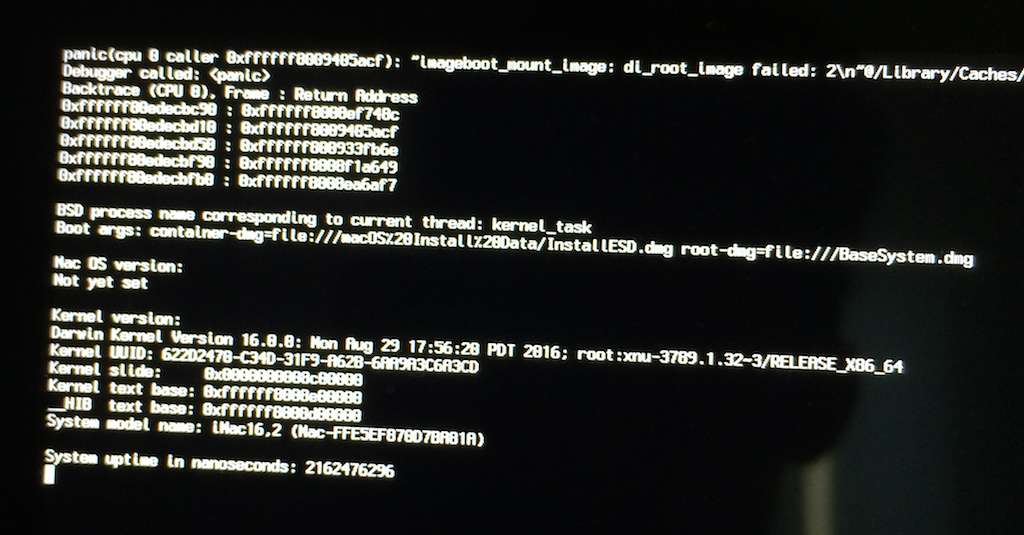 panic(cpu 0 caller 0xffffff8009405acf): "imageboot_mount_image: di_root_image failed: 2\n"@/Library/Caches/
Debugger called: <panic>
Backtrace (CPU 0), Frame : Return Address
0xffffff80edecbc90 : 0xffffff8008ef748c
0xffffff80edecbd10 : 0xffffff8009405acf
0xffffff80edecbd50 : 0xffffff800933fb6e
0xffffff80edecbf90 : 0xffffff8008f1a649
0xffffff80edecbfb0 : 0xffffff8008ea6af7
BSD process name corresponding to current thread: kernel_task
Boot args: container-dmg=file:///macOS%20Install%20Data/InstallESD.dmg root-dmg=file:///BaseSystem.dmg
Mac OS version:
Not yet set
Kernel version:
Darwin Kernel Version 16.0.0: Mon Aug 29 17:56:20 PDT 2016; root:xnu-3789.1.32~3/RELEASE_X86_64
Kernel UUID: 622D2470-C34D-31F9-A62B-6AA9A3C6A3CD
Kernel slide: 0x0000000008c00000
Kernel text base: 0xffffff8008e00000
__HIB text base: 0xffffff8008d00000
System model name: iMac16,2 (Mac-FFE5EF870D7BA81A)
System uptime in nanoseconds: 2162476296